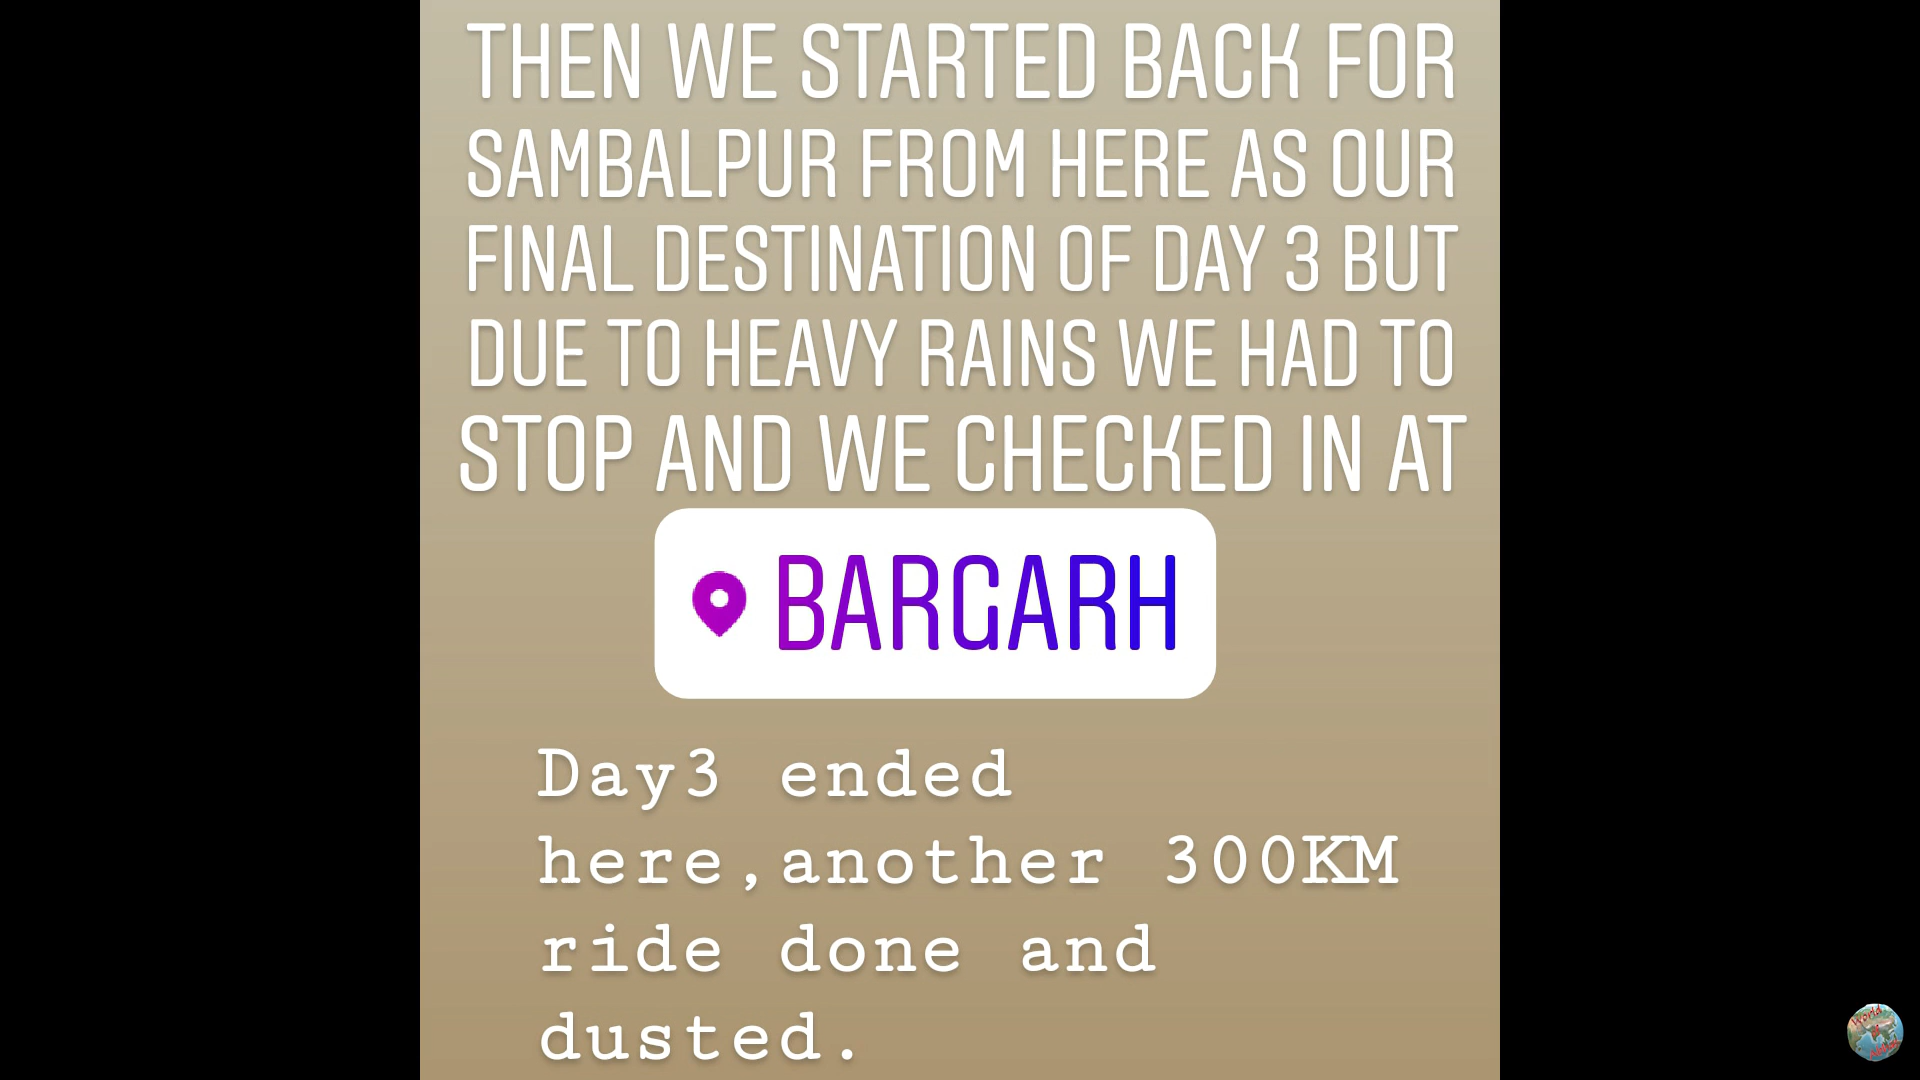 THEN WE STARTED BACK FOR
SAMBALPUR FROM HERE AS OUR
FINAL DESTINATION OF DAY 3 BUT
DUE TO HEAVY RAINS WE HAD TO
STOP AND WE CHECKED IN AT
BARGARH
Day3 ended
here,another 300KM
ride done and
dusted.
World